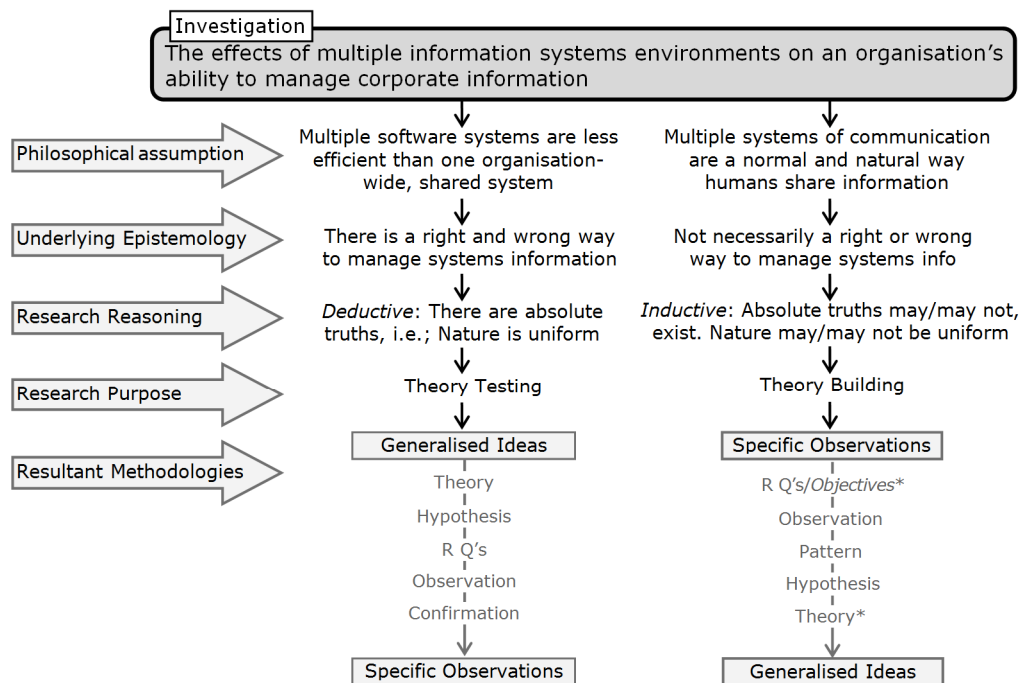 Investigation
The effects of multiple information systems environments on an organisation's
ability to manage corporate information
Philosophical assumption
Multiple software systems are less
efficient than one organisation-
wide, shared system
Multiple systems of communication
are a normal and natural way
humans share information
Underlying Epistemology
There is a right and wrong way
to manage systems information
Not necessarily a right or wrong
way to manage systems info
Research Reasoning
Deductive: There are absolute
truths, i.e.; Nature is uniform
Inductive: Absolute truths may/may not,
exist. Nature may/may not be uniform
Research Purpose
Theory Testing
Theory Building
Resultant Methodologies
Generalised Ideas
Theory
Hypothesis
R Q's
Observation
Confirmation
Specific Observations
Specific Observations
R Q's/Objectives*
Observation
Pattern
Hypothesis
Theory*
Generalised Ideas